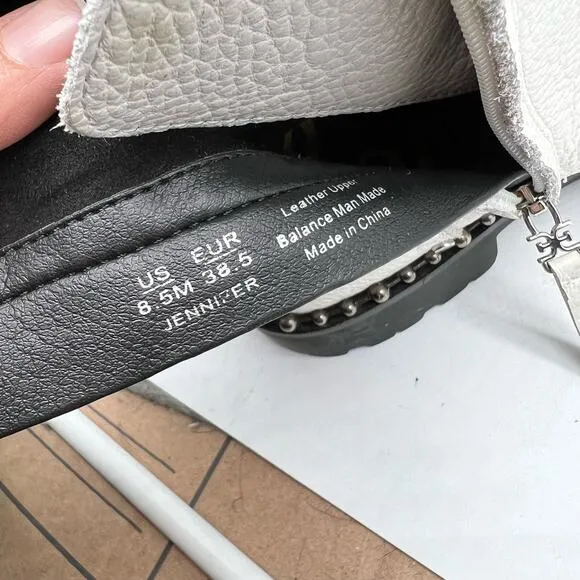 US EUR
8.5M 38.5
JENNIFER
Leather Upper
Balance Man Made
Made in China